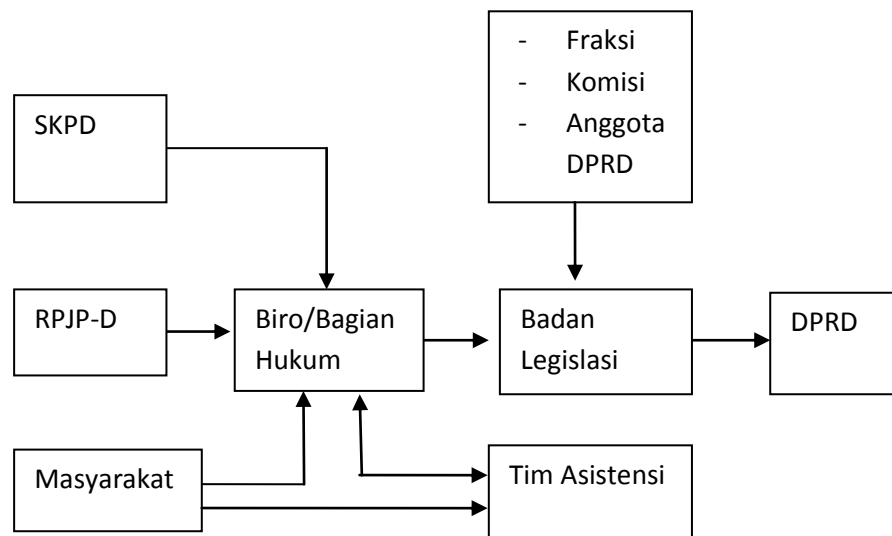 - Fraksi
- Komisi
- Anggota
DPRD
SKPD
RPJP-D
Biro/Bagian
Hukum
Badan
Legislasi
DPRD
Masyarakat
Tim Asistensi